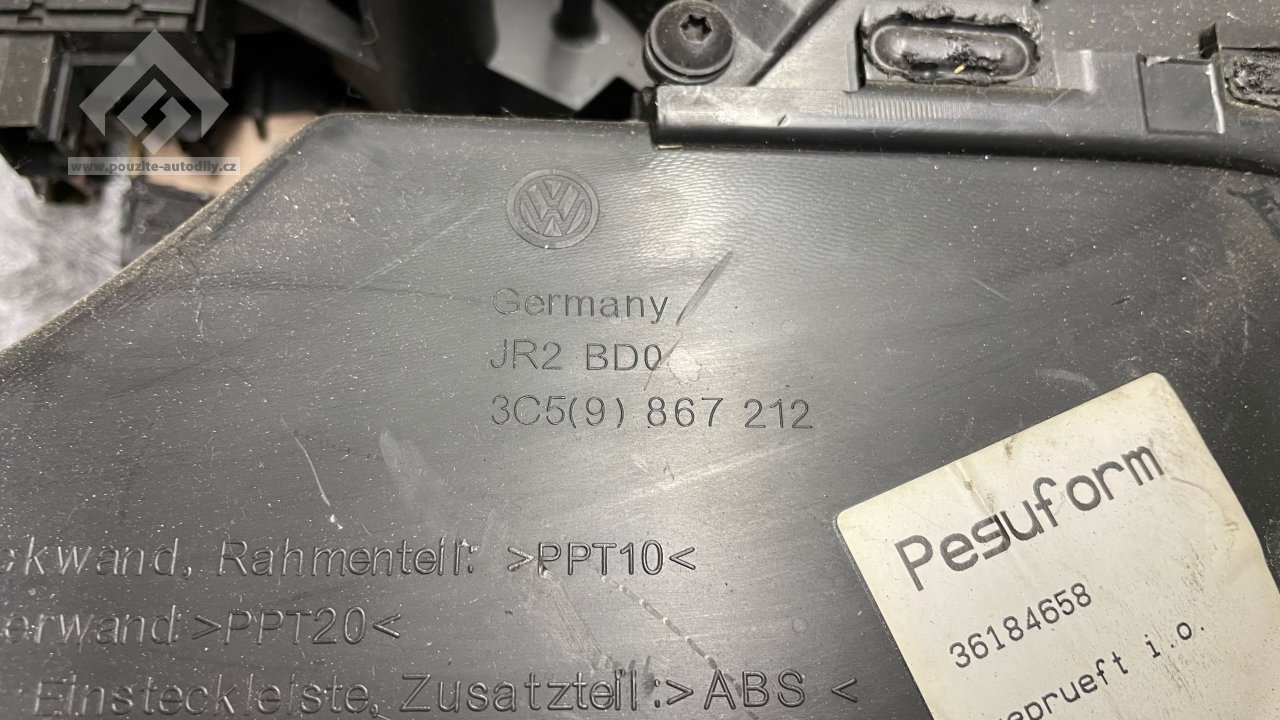 www.pouzite-autodily.cz
VW
Germany
JR2 BD0
3C5(9) 867 212
ckwand, Rahmenteil: >PPT10<
erwand: >PPT20<
Einsteckleiste, Zusatzteil: >ABS <
Peguform
36184658
geprueft i.o.